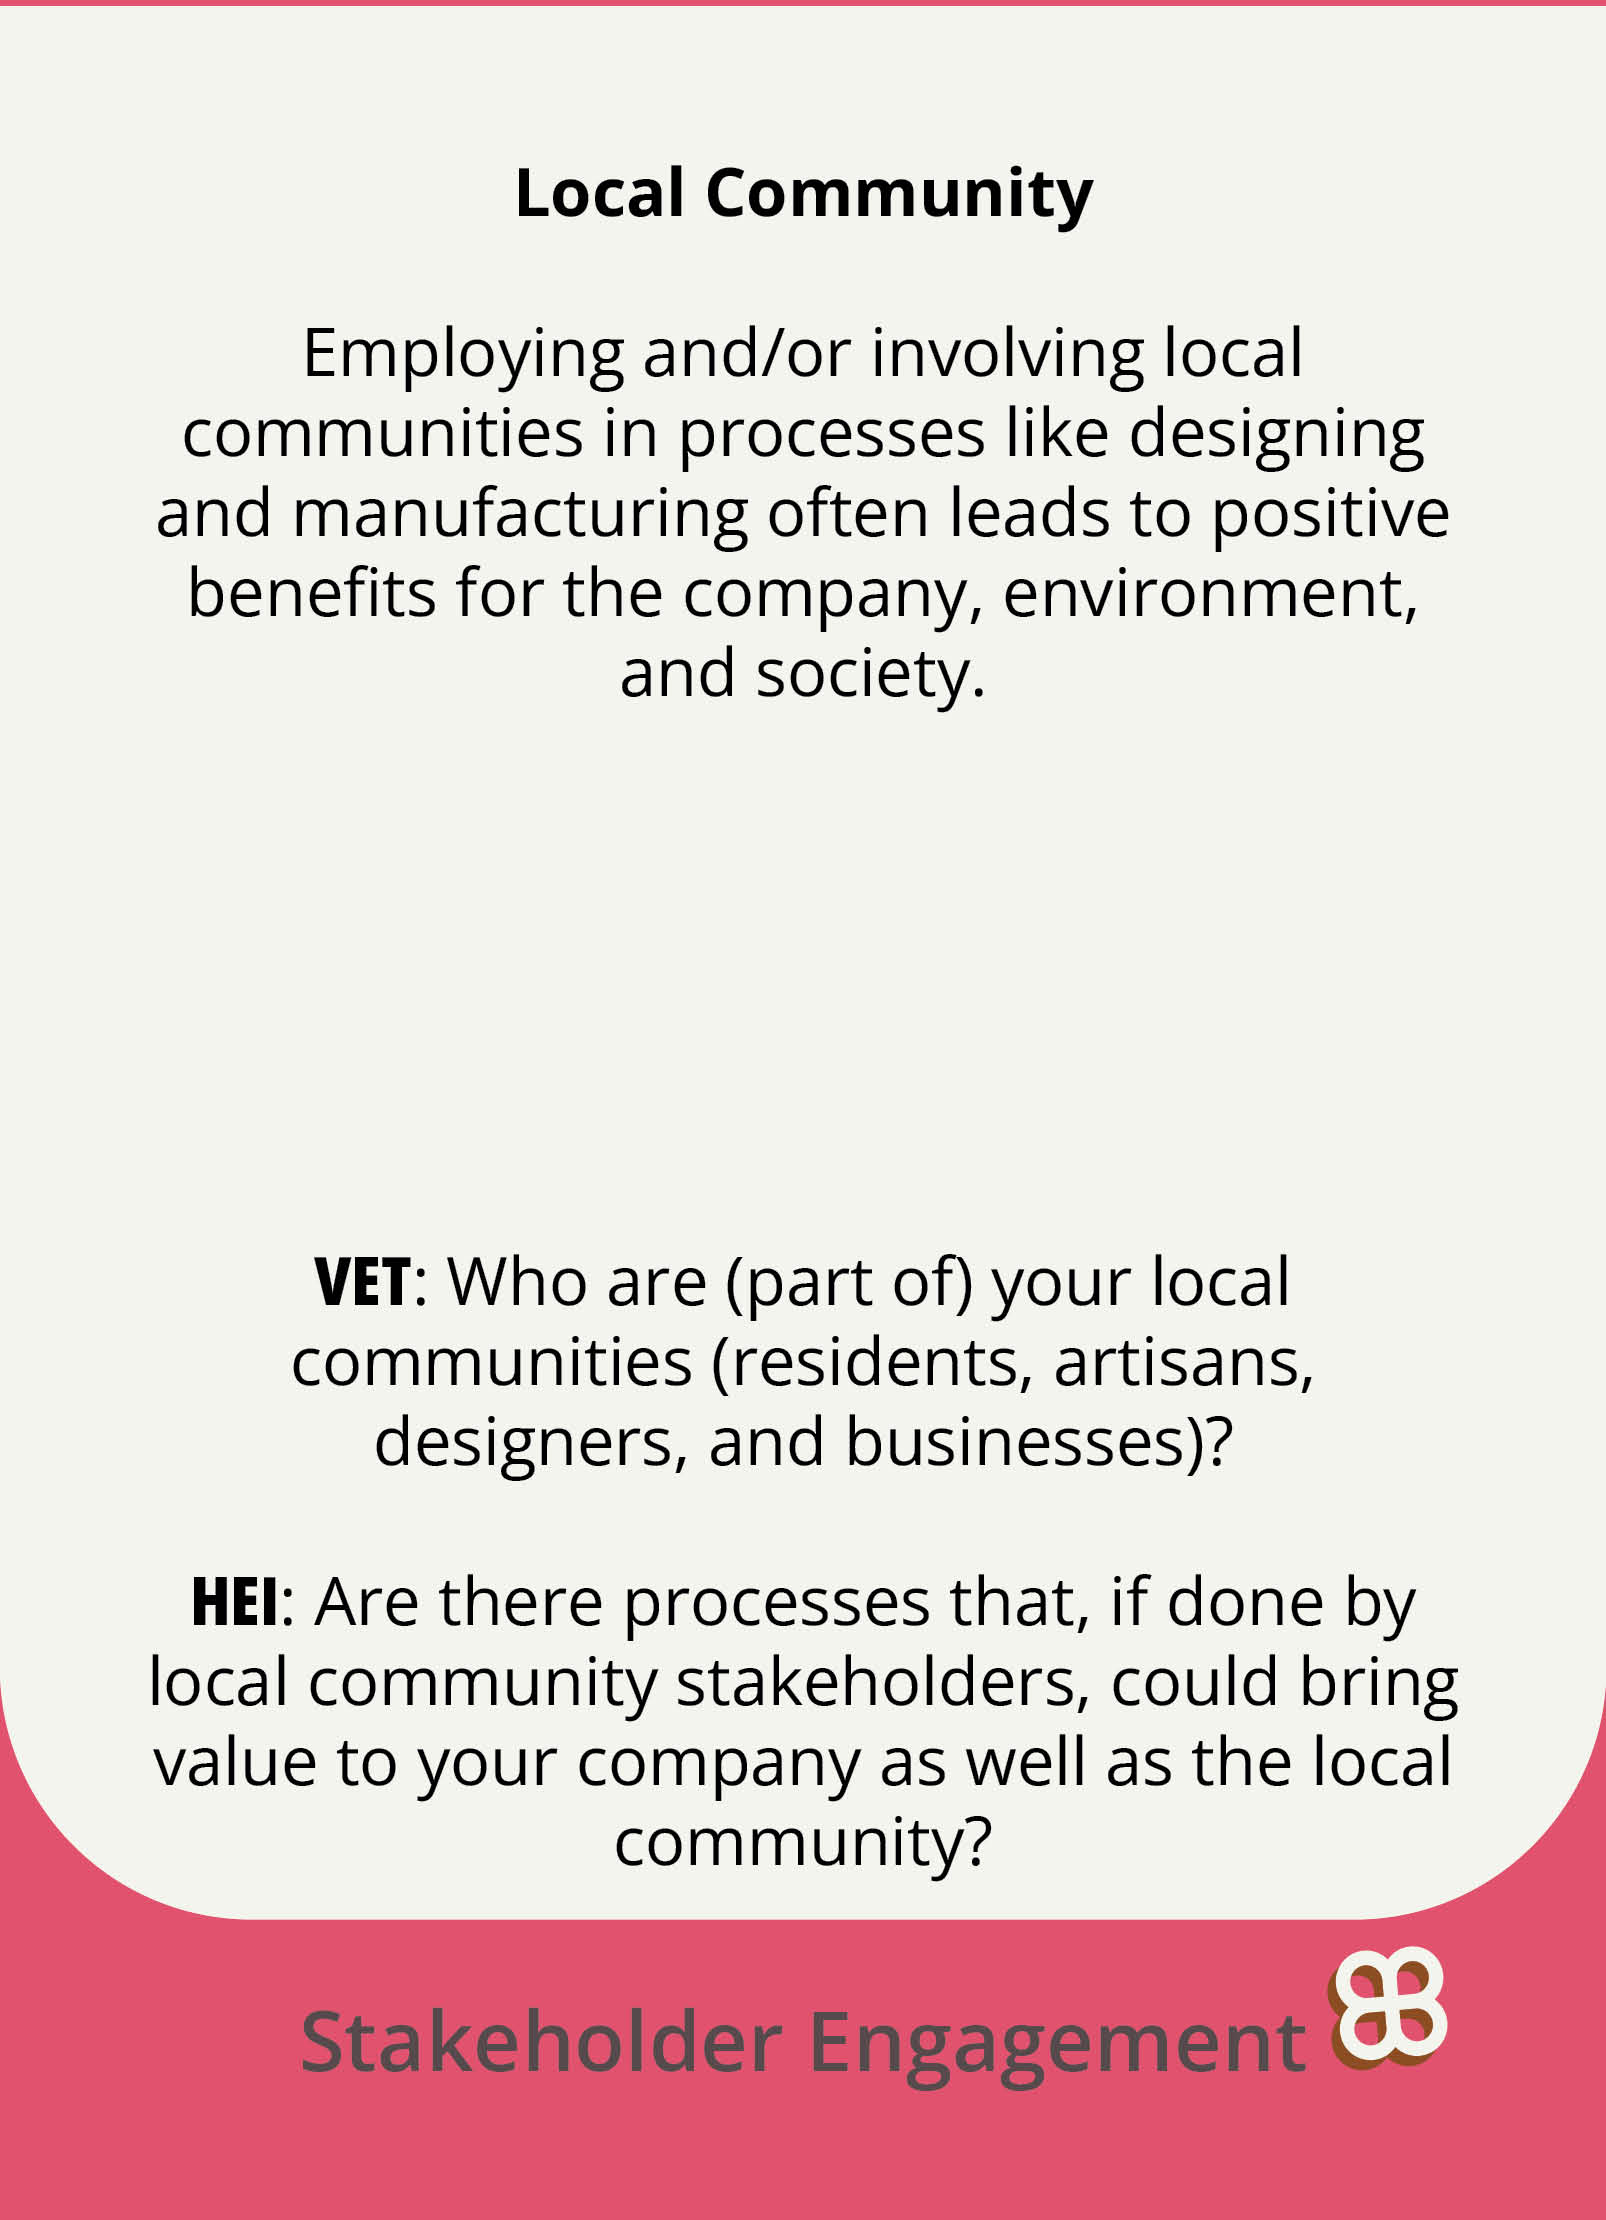 Local Community
Employing and/or involving local
communities in processes like designing
and manufacturing often leads to positive
benefits for the company, environment,
and society.
VET: Who are (part of) your local
communities (residents, artisans,
designers, and businesses)?
HEI: Are there processes that, if done by
local community stakeholders, could bring
value to your company as well as the local
community?
Stakeholder Engagement